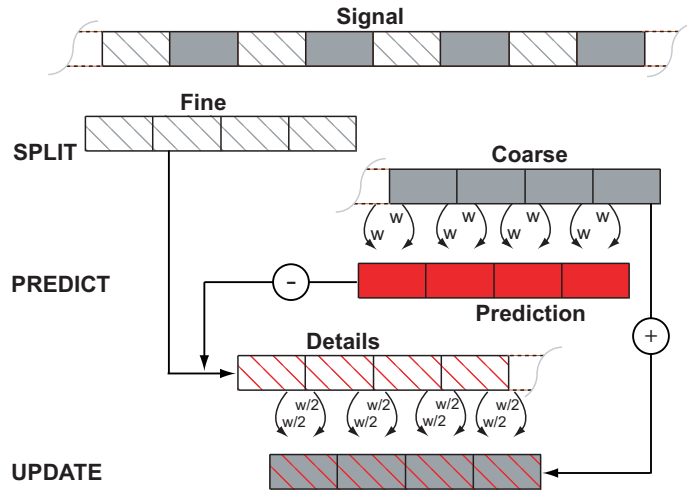 Signal
Fine
SPLIT
Coarse
w w w w
w w w w
PREDICT
-
Prediction
+
Details
w/2 w/2 w/2 w/2
w/2 w/2 w/2 w/2
UPDATE